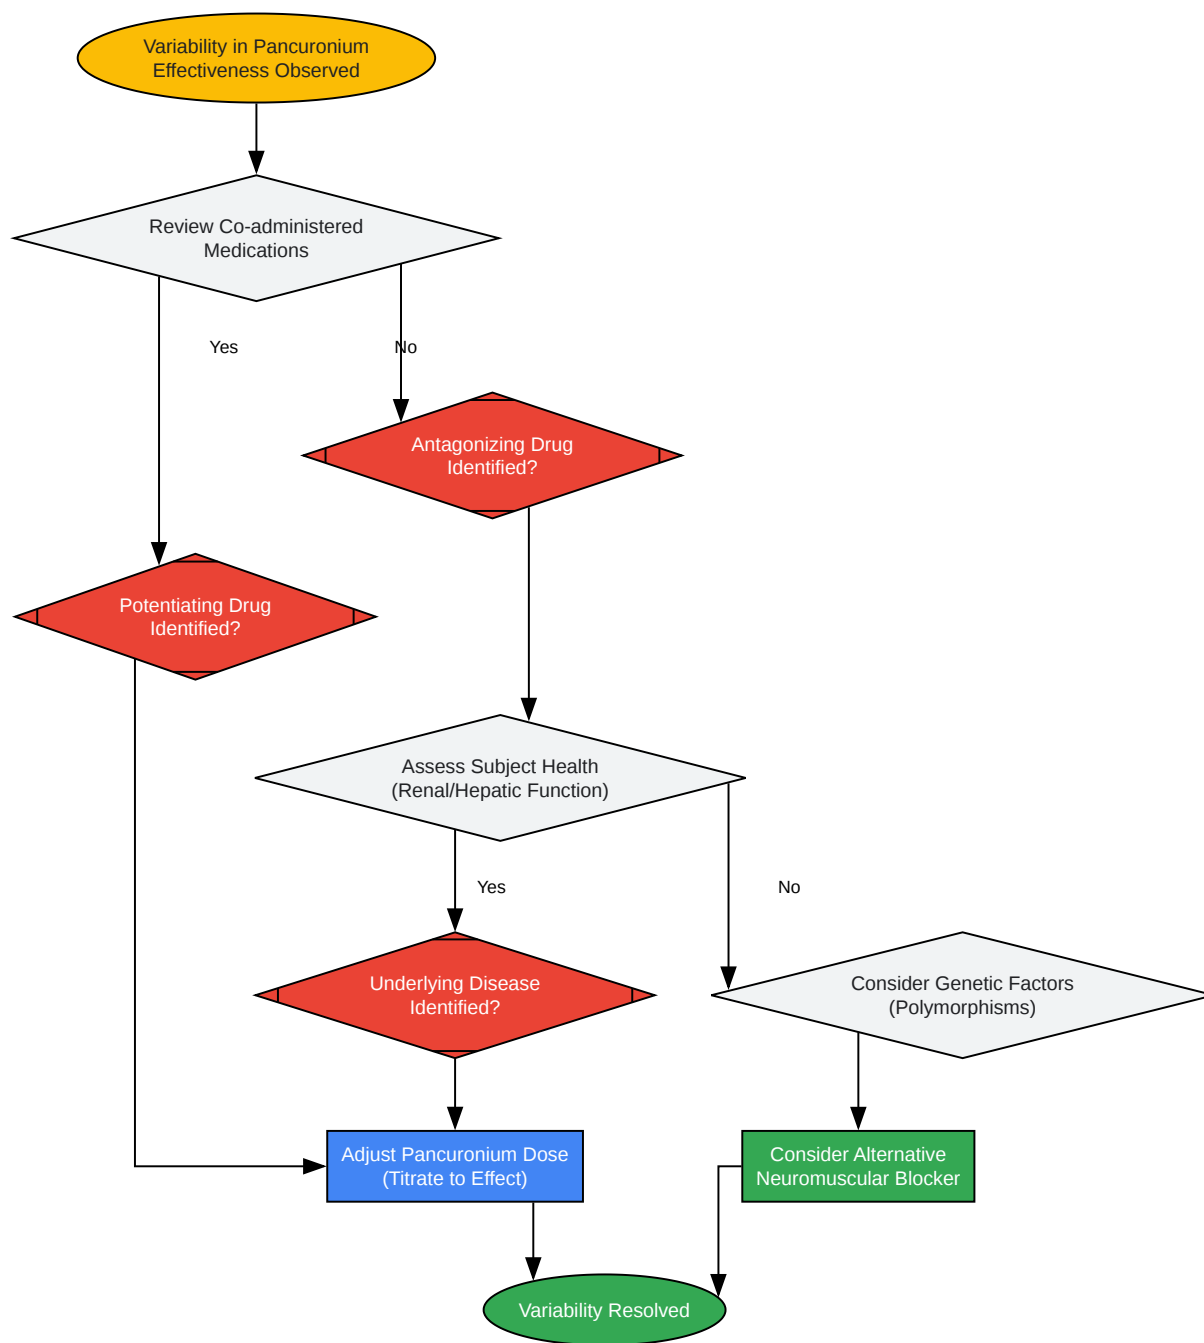 Variability in Pancuronium
Effectiveness Observed
Review Co-administered
Medications
Yes
No
Antagonizing Drug
Identified?
Potentiating Drug
Identified?
Assess Subject Health
(Renal/Hepatic Function)
Yes
No
Underlying Disease
Identified?
Consider Genetic Factors
(Polymorphisms)
Adjust Pancuronium Dose
(Titrate to Effect)
Consider Alternative
Neuromuscular Blocker
Variability Resolved